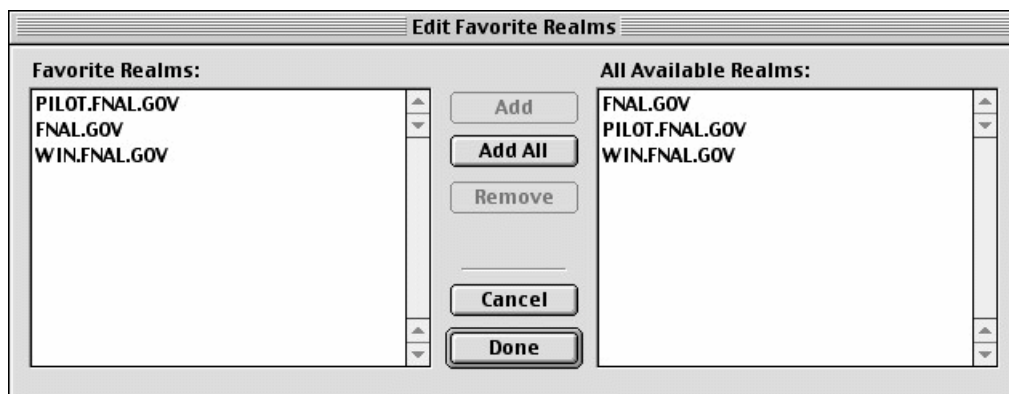 Edit Favorite Realms
Favorite Realms:
PILOT.FNAL.GOV
FNAL.GOV
WIN.FNAL.GOV
Add
Add All
Remove
Cancel
Done
All Available Realms:
FNAL.GOV
PILOT.FNAL.GOV
WIN.FNAL.GOV